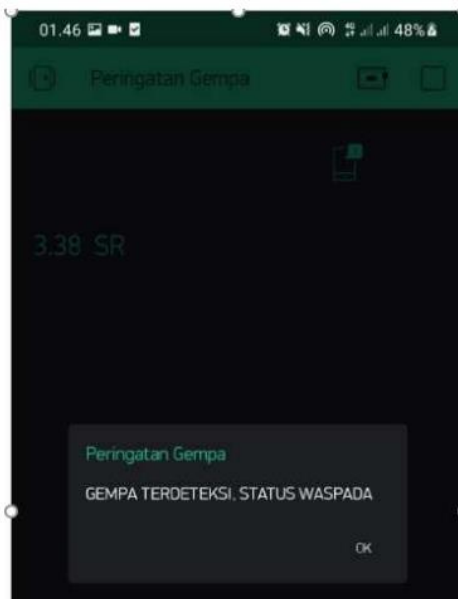 01.46 48%
Peringatan Gempa
3.38 SR
Peringatan Gempa
GEMPA TERDETEKSI, STATUS WASPADA
OK